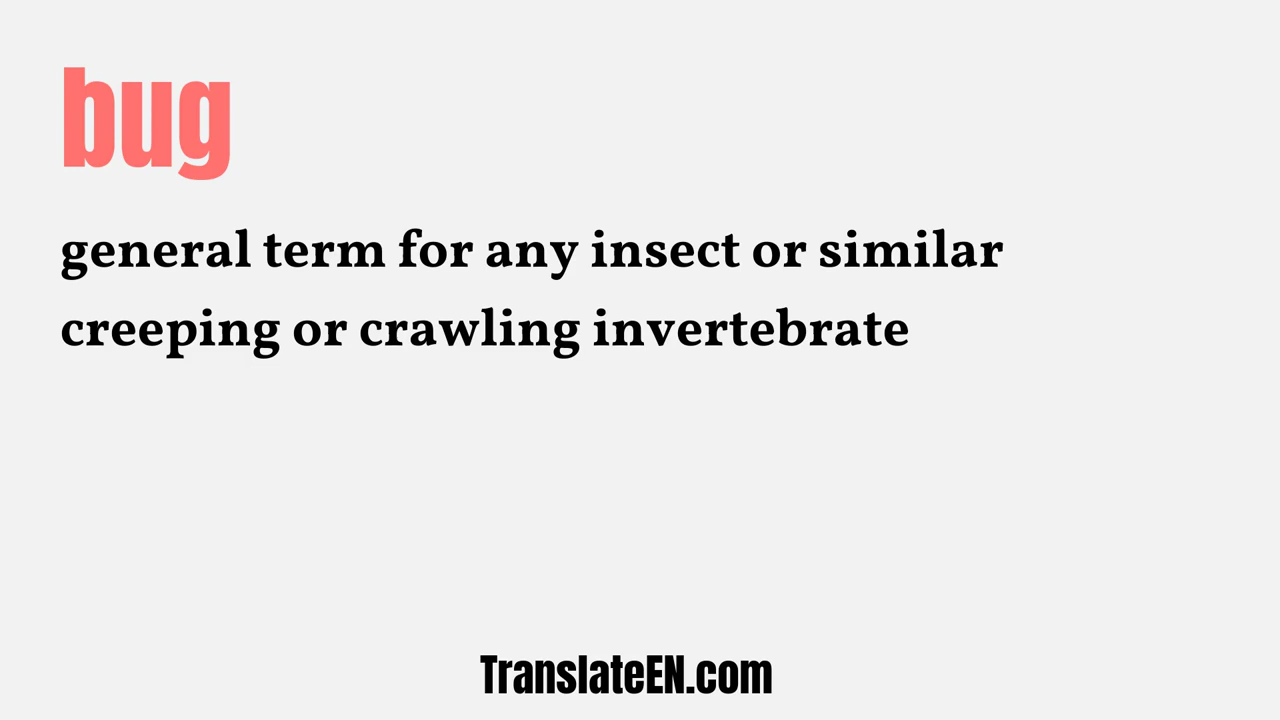 bug
general term for any insect or similar
creeping or crawling invertebrate
TranslateEN.com